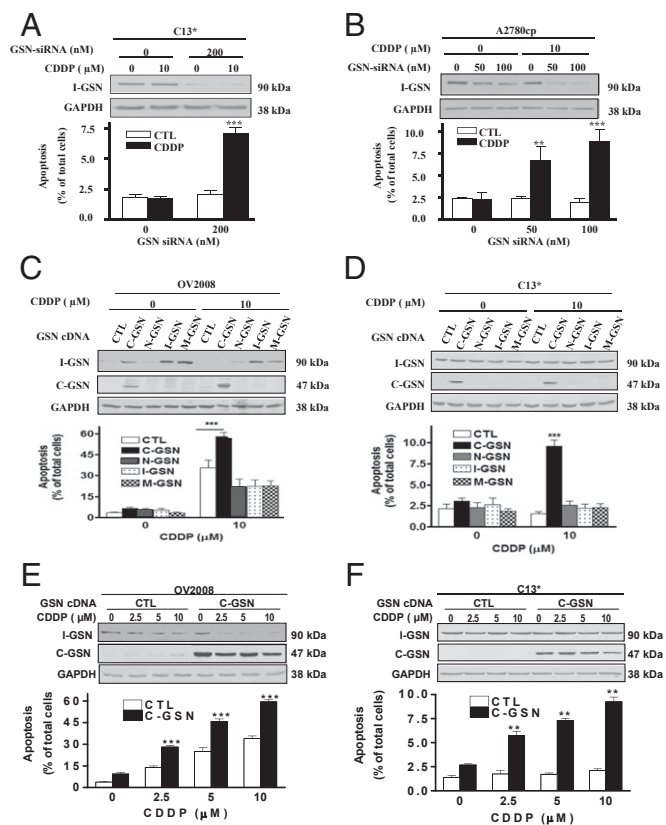 A
C13*
GSN-siRNA (nM) 0 200
CDDP (μM) 0 10 0 10
I-GSN 90 kDa
GAPDH 38 kDa
7.5
5.0
2.5
0.0
Apoptosis
(% of total cells)
CTL
CDDP
***
0 200
GSN siRNA (nM)
B
A2780cp
CDDP (μM) 0 10
GSN-siRNA (nM) 0 50 100 0 50 100
I-GSN 90 kDa
GAPDH 38 kDa
10.0
7.5
5.0
2.5
0.0
Apoptosis
(% of total cells)
CTL
CDDP
**
***
0 0 50 100
GSN siRNA (nM)
C
OV2008
CDDP ( μM) 0 10
GSN cDNA CTL C-GSN N-GSN I-GSN M-GSN CTL C-GSN N-GSN I-GSN M-GSN
I-GSN 90 kDa
C-GSN 47 kDa
GAPDH 38 kDa
60
45
30
15
0
Apoptosis
(% of total cells)
CTL
C-GSN
N-GSN
I-GSN
M-GSN
***
0 10
CDDP (μM)
D
C13*
CDDP ( μM) 0 10
GSN cDNA CTL C-GSN N-GSN I-GSN M-GSN CTL C-GSN N-GSN I-GSN M-GSN
I-GSN 90 kDa
C-GSN 47 kDa
GAPDH 38 kDa
10.0
7.5
5.0
2.5
0.0
Apoptosis
(% of total cells)
CTL
C-GSN
N-GSN
I-GSN
M-GSN
***
0 10
CDDP (μM)
E
OV2008
GSN cDNA CTL C-GSN
CDDP ( μM) 0 2.5 5 10 0 2.5 5 10
I-GSN 90 kDa
C-GSN 47 kDa
GAPDH 38 kDa
60
45
30
15
0
Apoptosis
(% of total cells)
CTL
C-GSN
***
***
***
0 2.5 5 10
CDDP (μM)
F
C13*
GSN cDNA CTL C-GSN
CDDP ( μM) 0 2.5 5 10 0 2.5 5 10
I-GSN 90 kDa
C-GSN 47 kDa
GAPDH 38 kDa
10.0
7.5
5.0
2.5
0.0
Apoptosis
(% of total cells)
CTL
C-GSN
**
**
**
0 2.5 5 10
CDDP (μM)